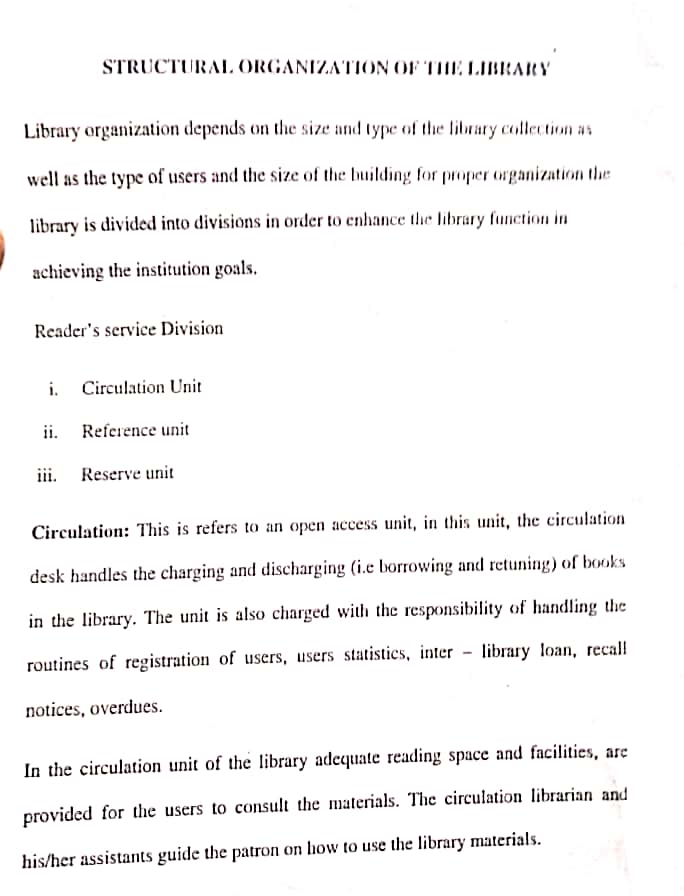 STRUCTURAL ORGANIZATION OF THE LIBRARY
Library organization depends on the size and type of the library collection as
well as the type of users and the size of the building for proper organization the
library is divided into divisions in order to enhance the library function in
achieving the institution goals.
Reader's service Division
i. Circulation Unit
ii. Reference unit
iii. Reserve unit
Circulation: This is refers to an open access unit, in this unit, the circulation
desk handles the charging and discharging (i.e borrowing and retuning) of books
in the library. The unit is also charged with the responsibility of handling the
routines of registration of users, users statistics, inter – library loan, recall
notices, overdues.
In the circulation unit of the library adequate reading space and facilities, are
provided for the users to consult the materials. The circulation librarian and
his/her assistants guide the patron on how to use the library materials.